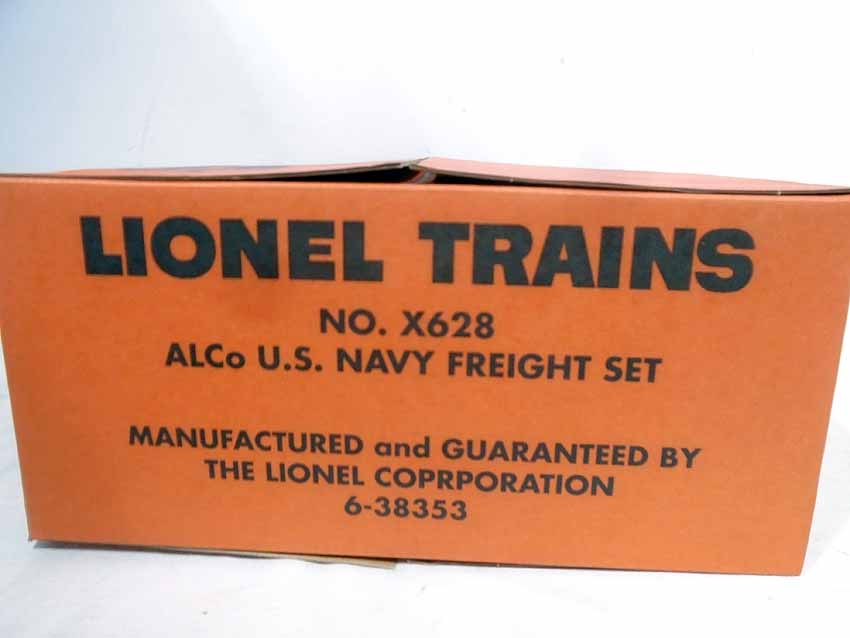 LIONEL TRAINS
NO. X628
ALCo U.S. NAVY FREIGHT SET
MANUFACTURED and GUARANTEED BY
THE LIONEL COPRPORATION
6-38353